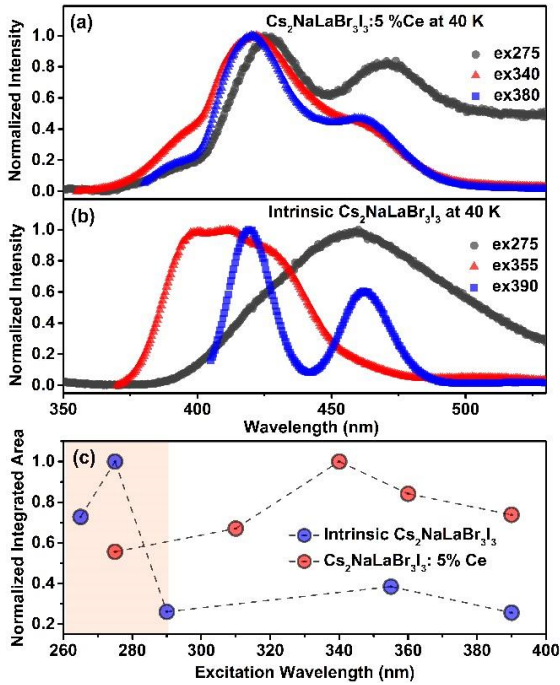 (a) Cs₂NaLaBr₃I₃:5 %Ce at 40 K
ex275
ex340
ex380
Normalized Intensity
1.0
0.8
0.6
0.4
0.2
0.0
(b) Intrinsic Cs₂NaLaBr₃I₃ at 40 K
ex275
ex355
ex390
Normalized Intensity
1.0
0.8
0.6
0.4
0.2
0.0
350 400 450 500
Wavelength (nm)
(c)
Intrinsic Cs₂NaLaBr₃I₃
Cs₂NaLaBr₃I₃: 5% Ce
Normalized Integrated Area
1.0
0.8
0.6
0.4
0.2
260 280 300 320 340 360 380 400
Excitation Wavelength (nm)